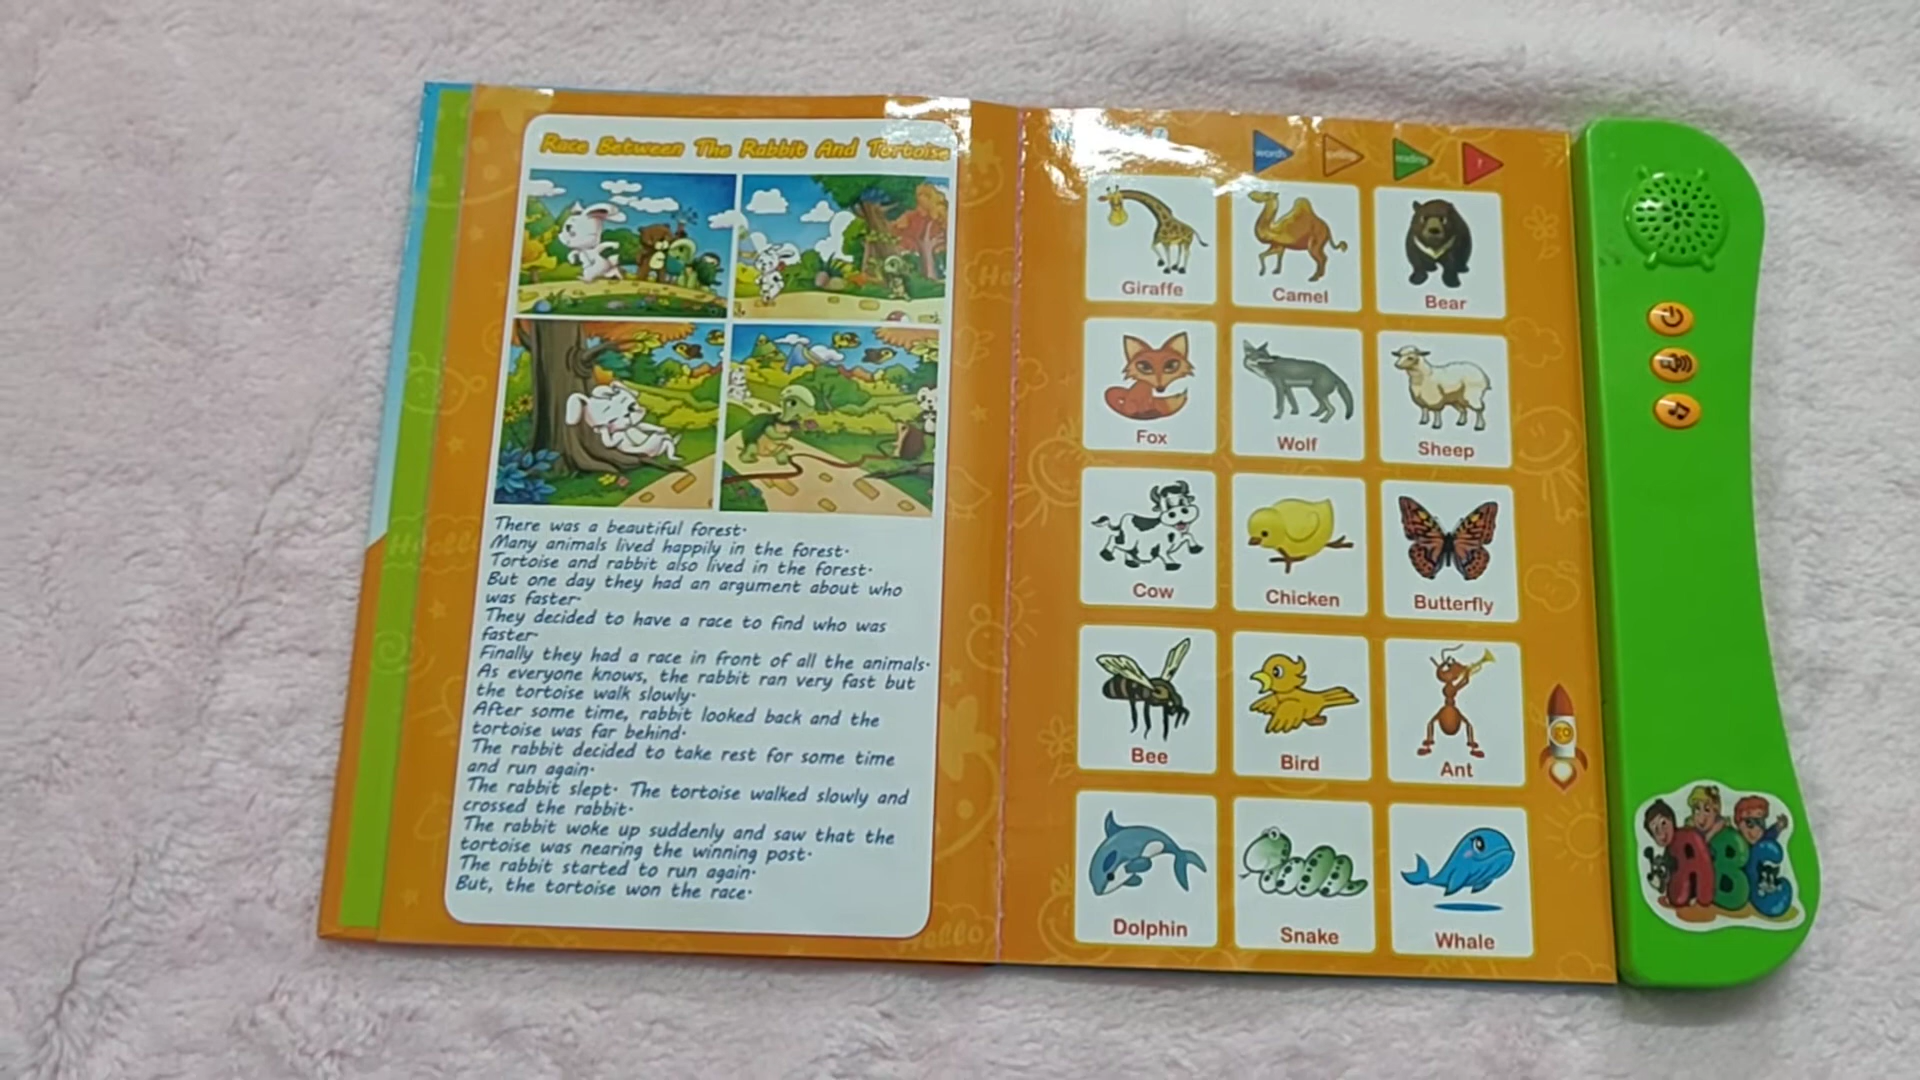 Race Between The Rabbit And Tortoise
There was a beautiful forest.
Many animals lived happily in the forest.
Tortoise and rabbit also lived in the forest.
But one day they had an argument about who
was faster.
They decided to have a race to find who was
faster.
Finally they had a race in front of all the animals.
As everyone knows, the rabbit ran very fast but
the tortoise walk slowly.
After some time, rabbit looked back and the
tortoise was far behind.
The rabbit decided to take rest for some time
and run again.
The rabbit slept. The tortoise walked slowly and
crossed the rabbit.
The rabbit woke up suddenly and saw that the
tortoise was nearing the winning post.
The rabbit started to run again.
But, the tortoise won the race.
Hello
Hello
words
reading
?
Giraffe
Camel
Bear
Fox
Wolf
Sheep
Cow
Chicken
Butterfly
Bee
Bird
Ant
GO
Dolphin
Snake
Whale
ABC